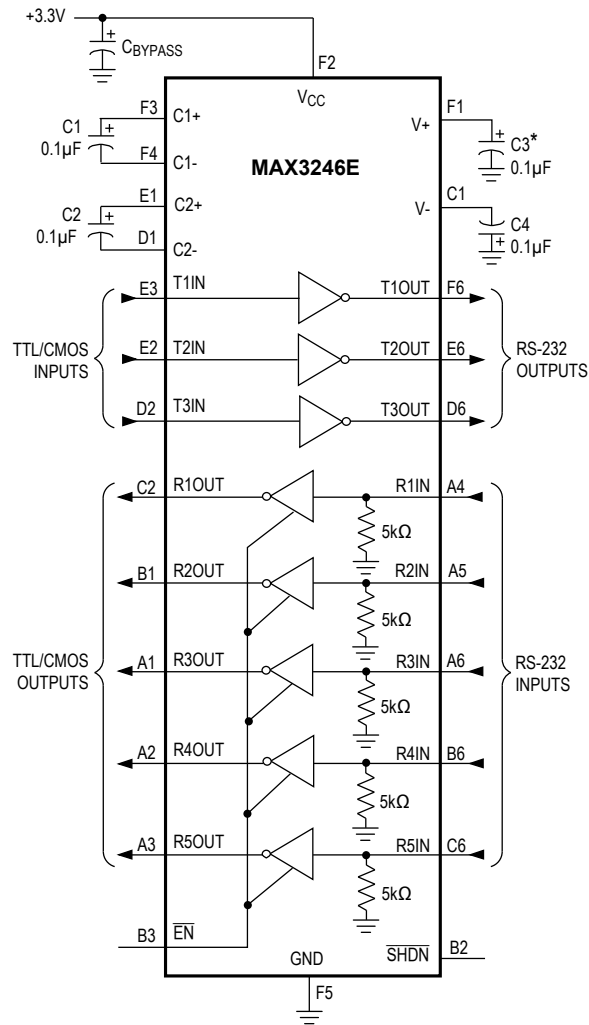 +3.3V
CBYPASS
F2
VCC
F3
C1+
C1
0.1µF
F4
C1-
F1
V+
C3*
0.1µF
MAX3246E
E1
C2+
C2
0.1µF
D1
C2-
C1
V-
C4
0.1µF
E3 T1IN T1OUT F6
TTL/CMOS
INPUTS
E2 T2IN T2OUT E6
RS-232
OUTPUTS
D2 T3IN T3OUT D6
C2 R1OUT R1IN A4
5kΩ
B1 R2OUT R2IN A5
5kΩ
TTL/CMOS
OUTPUTS
A1 R3OUT R3IN A6
RS-232
INPUTS
5kΩ
A2 R4OUT R4IN B6
5kΩ
A3 R5OUT R5IN C6
5kΩ
B3 EN
GND
SHDN B2
F5